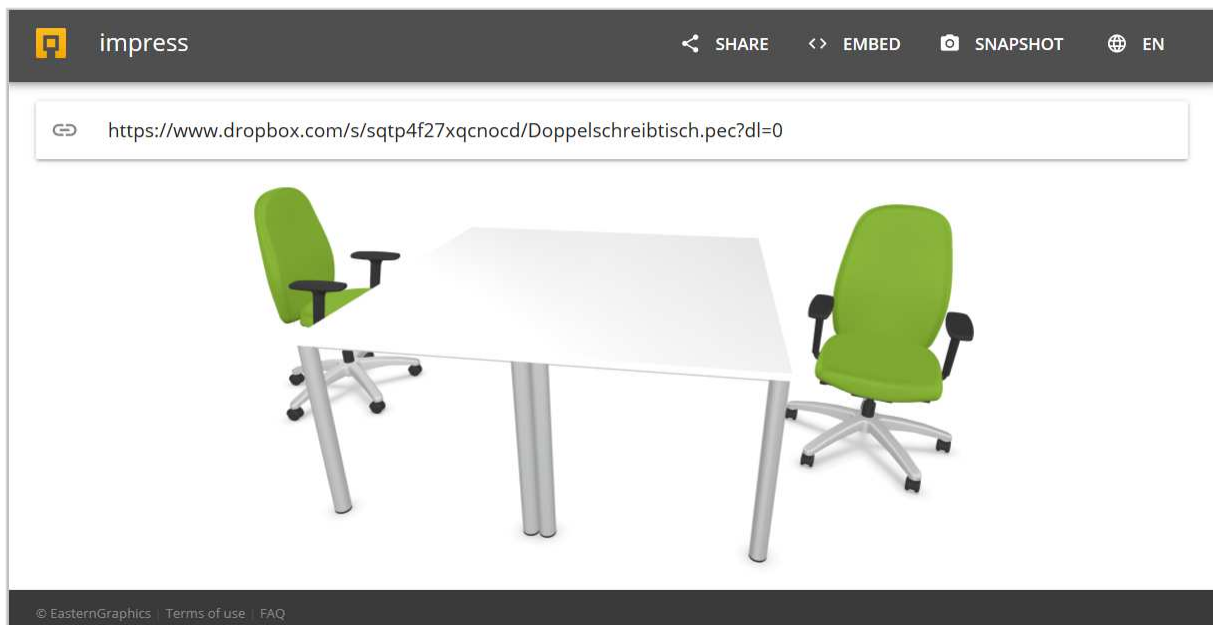 impress
SHARE
EMBED
SNAPSHOT
EN
https://www.dropbox.com/s/sqtp4f27xqcnocd/Doppelschreibtisch.pec?dl=0
© EasternGraphics | Terms of use | FAQ